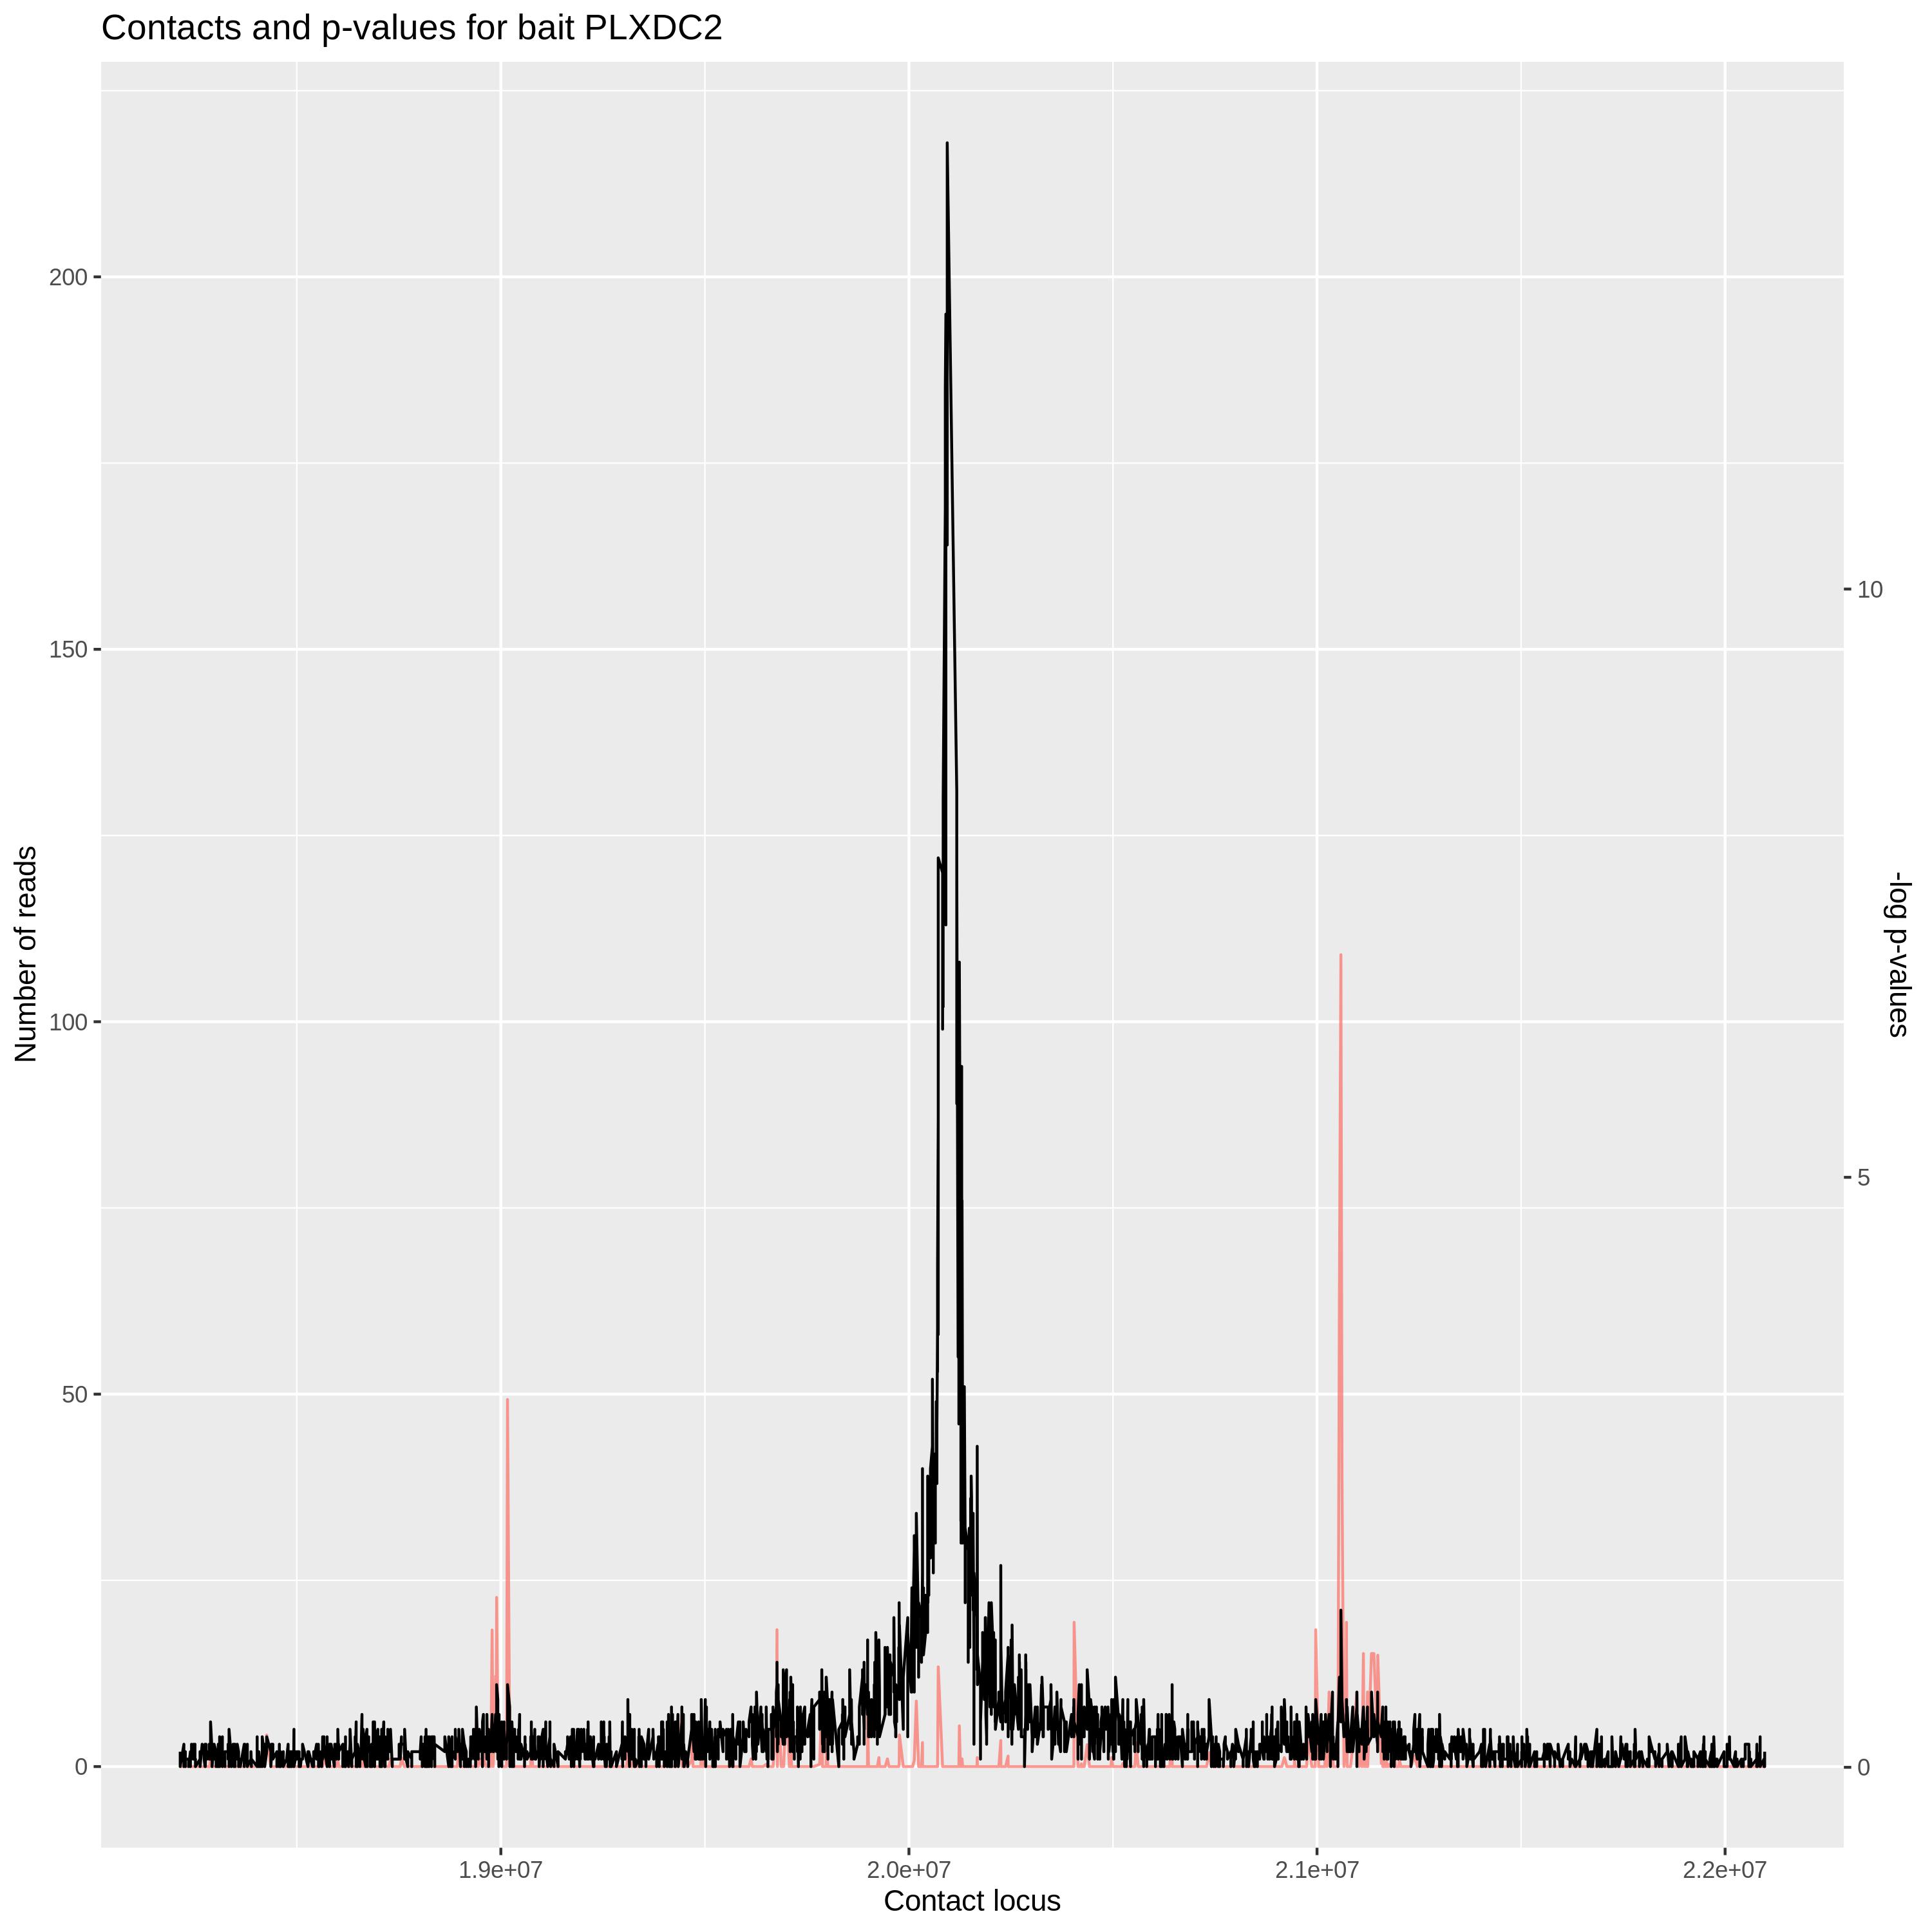 Contacts and p-values for bait PLXDC2
200
150
100
50
0
Number of reads
10
5
0
-log p-values
1.9e+07
2.0e+07
2.1e+07
2.2e+07
Contact locus